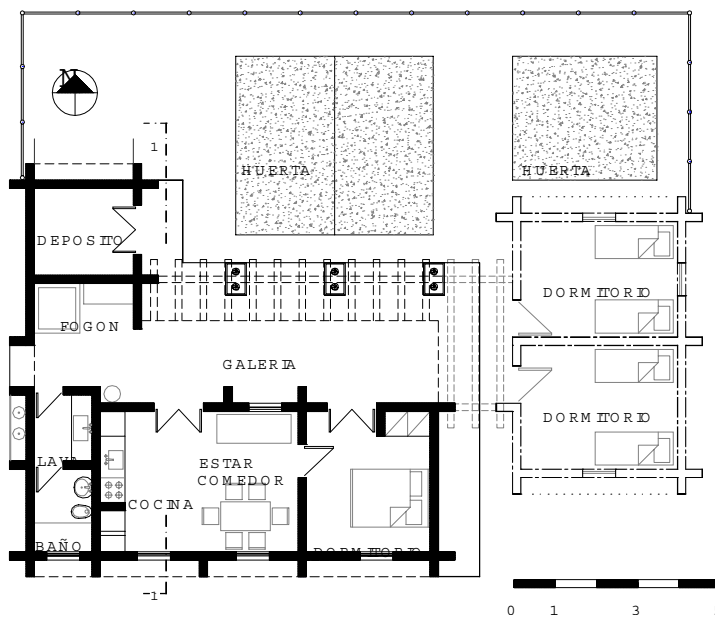 N
1
HUERTA
HUERTA
DEPOSITO
DORMITORIO
FOGON
GALERIA
DORMITORIO
LAVA
ESTAR
COMEDOR
COCINA
BAÑO
DORMITORIO
1
0 1 3